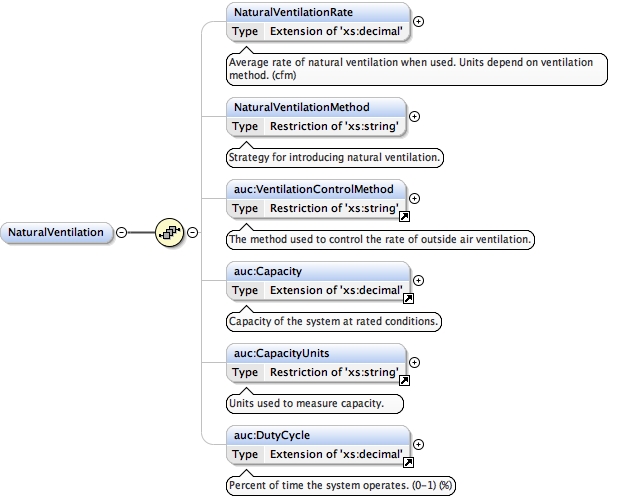 NaturalVentilationRate
Type Extension of 'xs:decimal'
Average rate of natural ventilation when used. Units depend on ventilation
method. (cfm)
NaturalVentilationMethod
Type Restriction of 'xs:string'
Strategy for introducing natural ventilation.
auc:VentilationControlMethod
Type Restriction of 'xs:string'
The method used to control the rate of outside air ventilation.
NaturalVentilation
auc:Capacity
Type Extension of 'xs:decimal'
Capacity of the system at rated conditions.
auc:CapacityUnits
Type Restriction of 'xs:string'
Units used to measure capacity.
auc:DutyCycle
Type Extension of 'xs:decimal'
Percent of time the system operates. (0-1) (%)